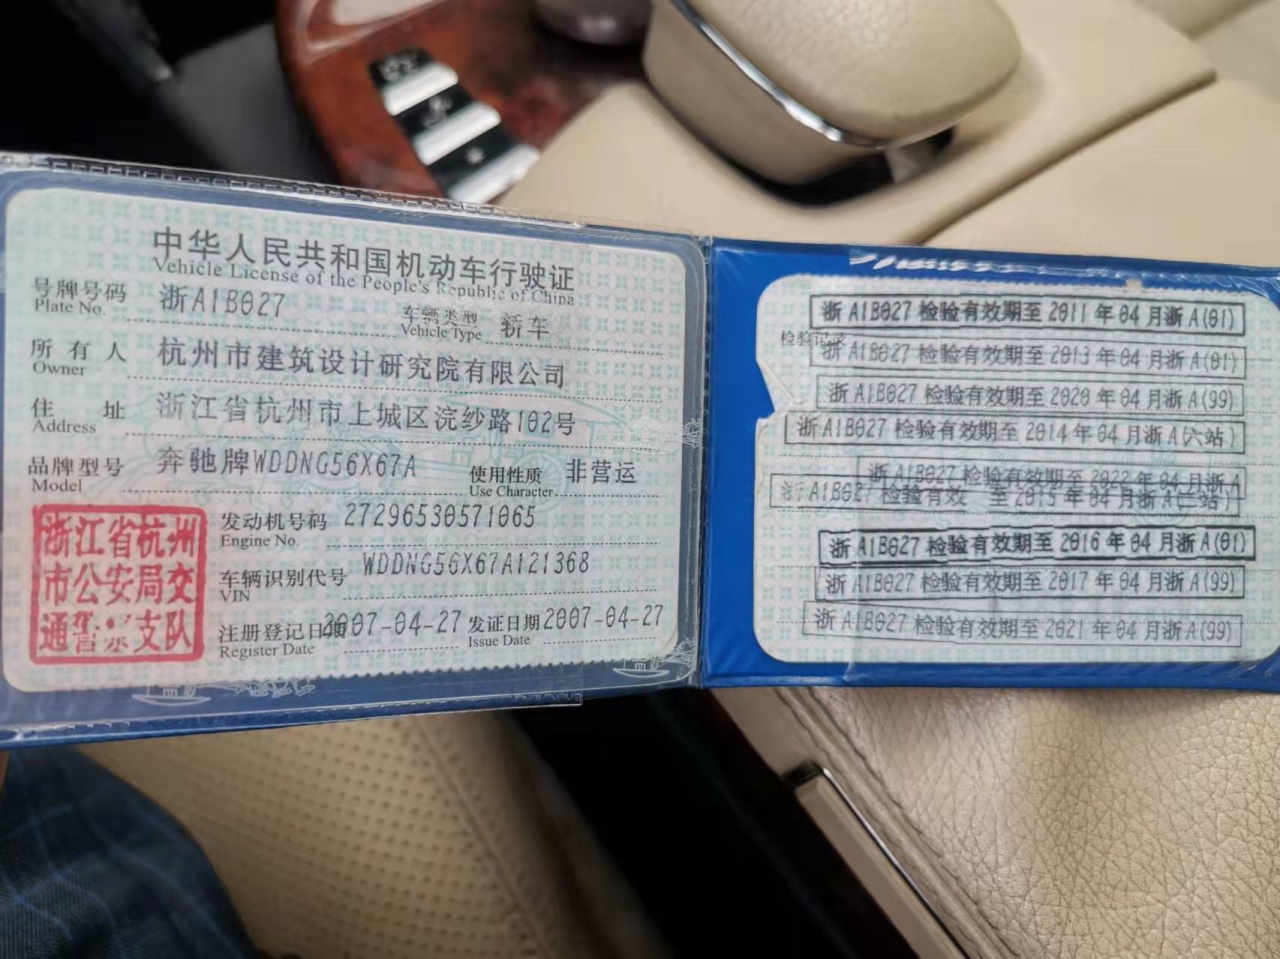 中华人民共和国机动车行驶证
Vehicle License of the People's Republic of China
号牌号码 浙A1B027 车辆类型 轿车
Plate No. Vehicle Type
所有人 杭州市建筑设计研究院有限公司
Owner
住址 浙江省杭州市上城区浣纱路102号
Address
品牌型号 奔驰牌WDDNG56X67A 使用性质 非营运
Model Use Character
浙江省杭州
市公安局交
通警察支队
发动机号码 27296530571065
Engine No.
车辆识别代号 WDDNG56X67A121368
VIN
注册登记日期 2007-04-27 发证日期 2007-04-27
Register Date Issue Date
浙A1B027 检验有效期至2011年04月浙A(01)
检验记录
浙A1B027 检验有效期至2013年04月浙A(01)
浙A1B027 检验有效期至2020年04月浙A(99)
浙A1B027 检验有效期至2014年04月浙A(六站)
浙A1B027 检验有效期至2022年04月浙A
浙A1B027 检验有效 至2015年04月浙A(三站)
浙A1B027 检验有效期至2016年04月浙A(01)
浙A1B027 检验有效期至2017年04月浙A(99)
浙A1B027 检验有效期至2021年04月浙A(99)